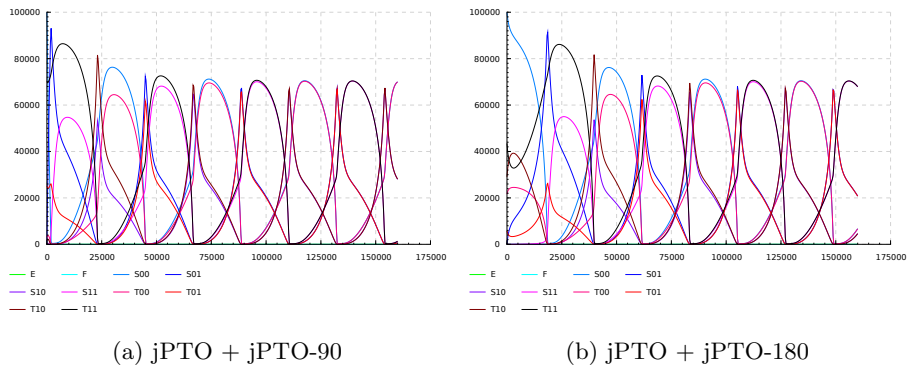 100000 100000
80000 80000
60000 60000
40000 40000
20000 20000
0 0
0 25000 50000 75000 100000 125000 150000 175000 0 25000 50000 75000 100000 125000 150000 175000
E F S00 S01 E F S00 S01
S10 S11 T00 T01 S10 S11 T00 T01
T10 T11 T10 T11
(a) jPTO + jPTO-90 (b) jPTO + jPTO-180